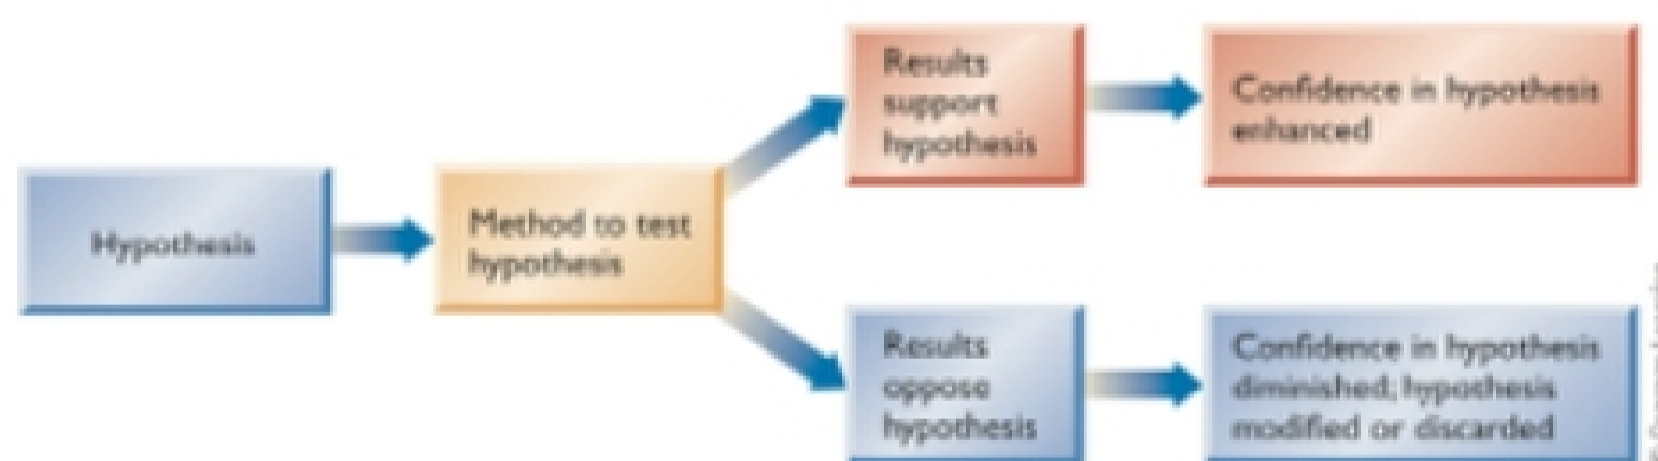 Hypothesis
Method to test
hypothesis
Results
support
hypothesis
Confidence in hypothesis
enhanced
Results
oppose
hypothesis
Confidence in hypothesis
diminished; hypothesis
modified or discarded